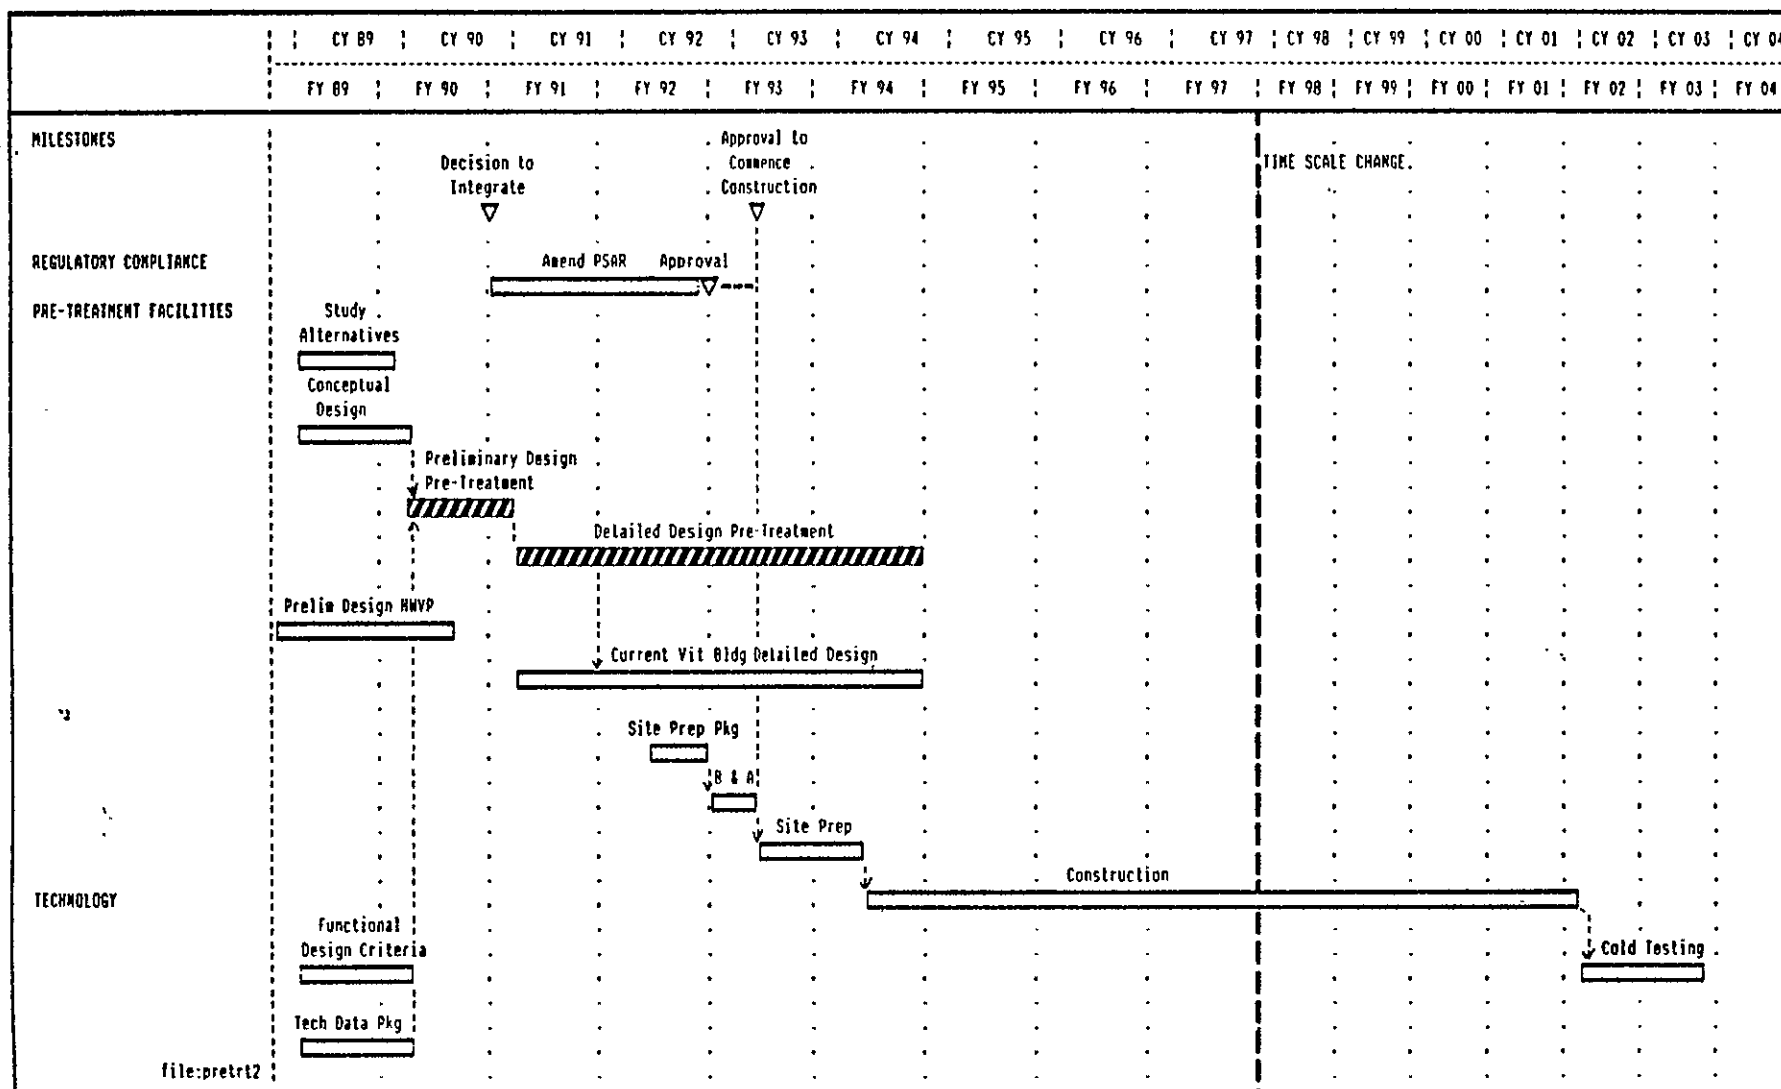 CY 89 CY 90 CY 91 CY 92 CY 93 CY 94 CY 95 CY 96 CY 97 CY 98 CY 99 CY 00 CY 01 CY 02 CY 03 CY 04
FY 89 FY 90 FY 91 FY 92 FY 93 FY 94 FY 95 FY 96 FY 97 FY 98 FY 99 FY 00 FY 01 FY 02 FY 03 FY 04
MILESTONES
Approval to
Commence
Construction
Decision to
Integrate
TIME SCALE CHANGE
REGULATORY COMPLIANCE
Amend PSAR
Approval
PRE-TREATMENT FACILITIES
Study
Alternatives
Conceptual
Design
Preliminary Design
Pre-Treatment
Detailed Design Pre-Treatment
Prelim Design HWVP
Current Vit Bldg Detailed Design
Site Prep Pkg
B & A
Site Prep
Construction
TECHNOLOGY
Functional
Design Criteria
Cold Testing
Tech Data Pkg
file:pretrt2